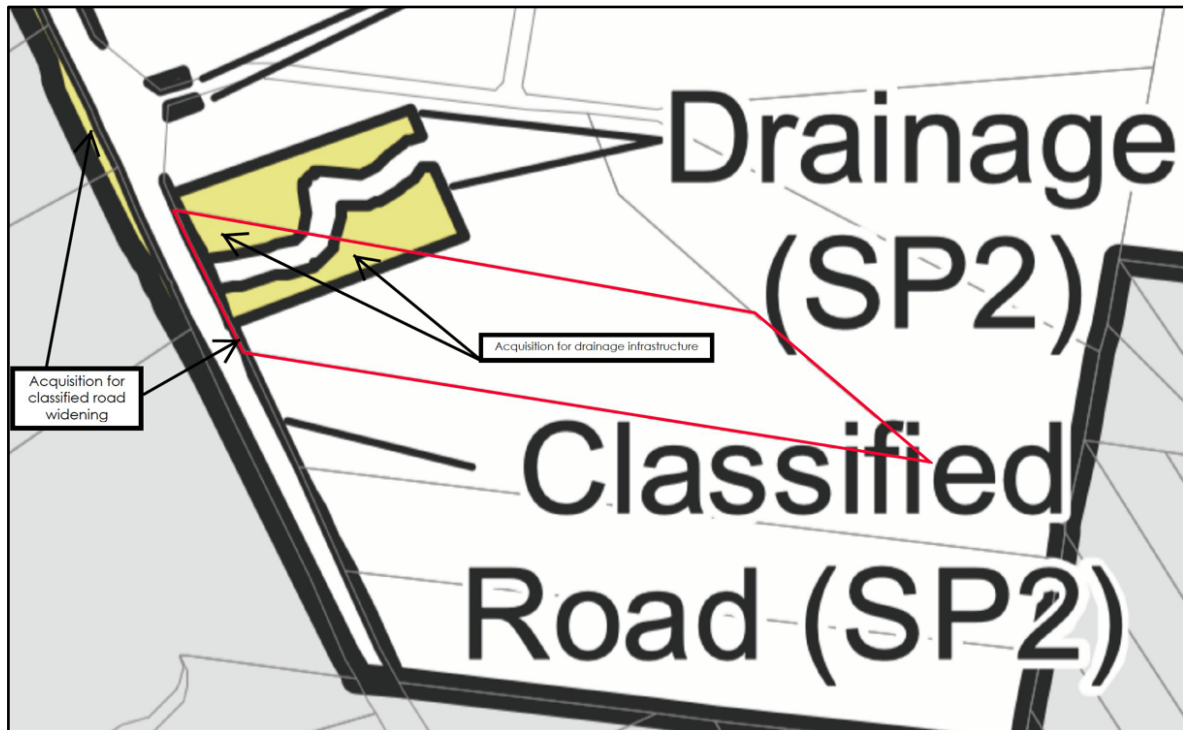 Drainage
(SP2)
Acquisition for drainage infrastructure
Acquisition for
classified road
widening
Classified
Road (SP2)